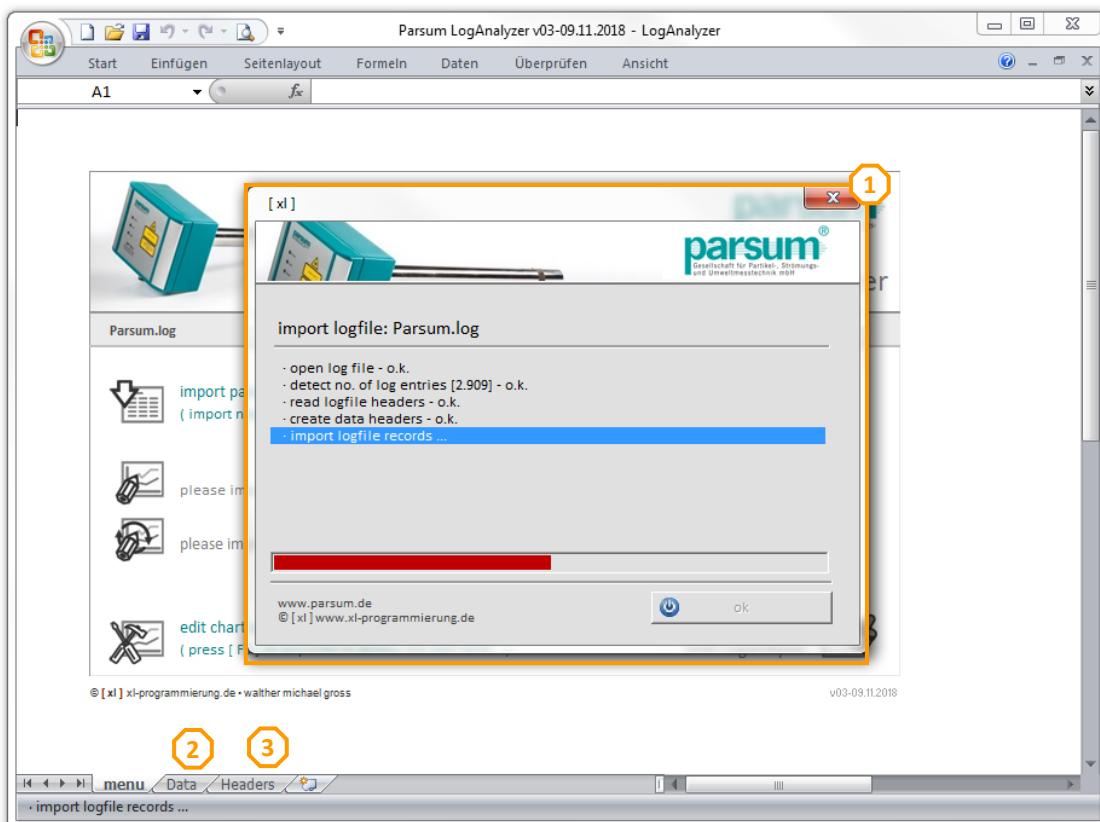 Parsum LogAnalyzer v03-09.11.2018 - LogAnalyzer
Start Einfügen Seitenlayout Formeln Daten Überprüfen Ansicht
A1 fx
1
[ xl ]
parsum®
Gesellschaft für Partikel-, Strömungs-
und Umweltmesstechnik mbH
er
Parsum.log
import logfile: Parsum.log
· open log file - o.k.
· detect no. of log entries [2.909] - o.k.
· read logfile headers - o.k.
· create data headers - o.k.
· import logfile records ...
import pa
( import n
please im
please im
www.parsum.de
© [ xl ] www.xl-programmierung.de
ok
edit chart
( press [ F
© [ xl ] xl-programmierung.de • walther michael gross
v03-09.11.2018
2 3
menu Data Headers
· import logfile records ...